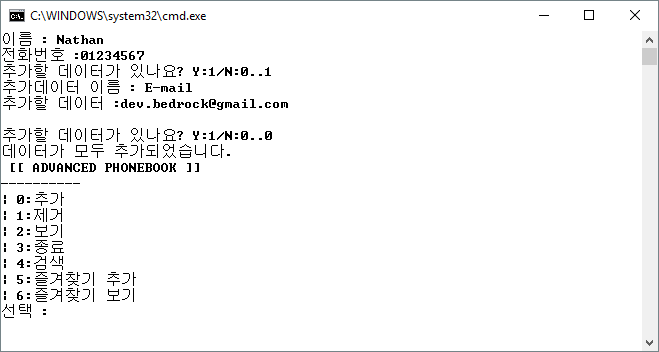 C:\WINDOWS\system32\cmd.exe
이름 : Nathan
전화번호 :01234567
추가할 데이터가 있나요? Y:1/N:0..1
추가데이터 이름 : E-mail
추가할 데이터 :dev.bedrock@gmail.com
추가할 데이터가 있나요? Y:1/N:0..0
데이터가 모두 추가되었습니다.
[[ ADVANCED PHONEBOOK ]]
----------
¦ 0:추가
¦ 1:제거
¦ 2:보기
¦ 3:종료
¦ 4:검색
¦ 5:즐겨찾기 추가
¦ 6:즐겨찾기 보기
선택 :